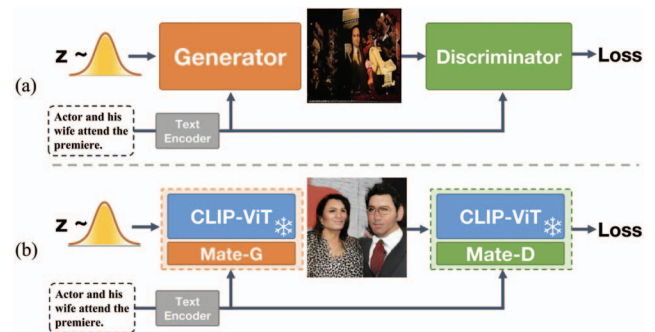 z ~
Generator
Discriminator
Loss
(a)
Actor and his
wife attend the
premiere.
Text
Encoder
z ~
CLIP-ViT
Mate-G
CLIP-ViT
Mate-D
Loss
(b)
Actor and his
wife attend the
premiere.
Text
Encoder